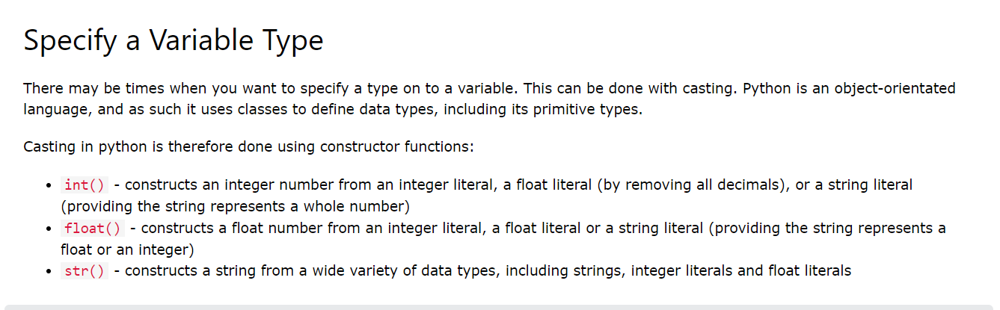 Specify a Variable Type
There may be times when you want to specify a type on to a variable. This can be done with casting. Python is an object-orientated
language, and as such it uses classes to define data types, including its primitive types.
Casting in python is therefore done using constructor functions:
• int() - constructs an integer number from an integer literal, a float literal (by removing all decimals), or a string literal
(providing the string represents a whole number)
• float() - constructs a float number from an integer literal, a float literal or a string literal (providing the string represents a
float or an integer)
• str() - constructs a string from a wide variety of data types, including strings, integer literals and float literals